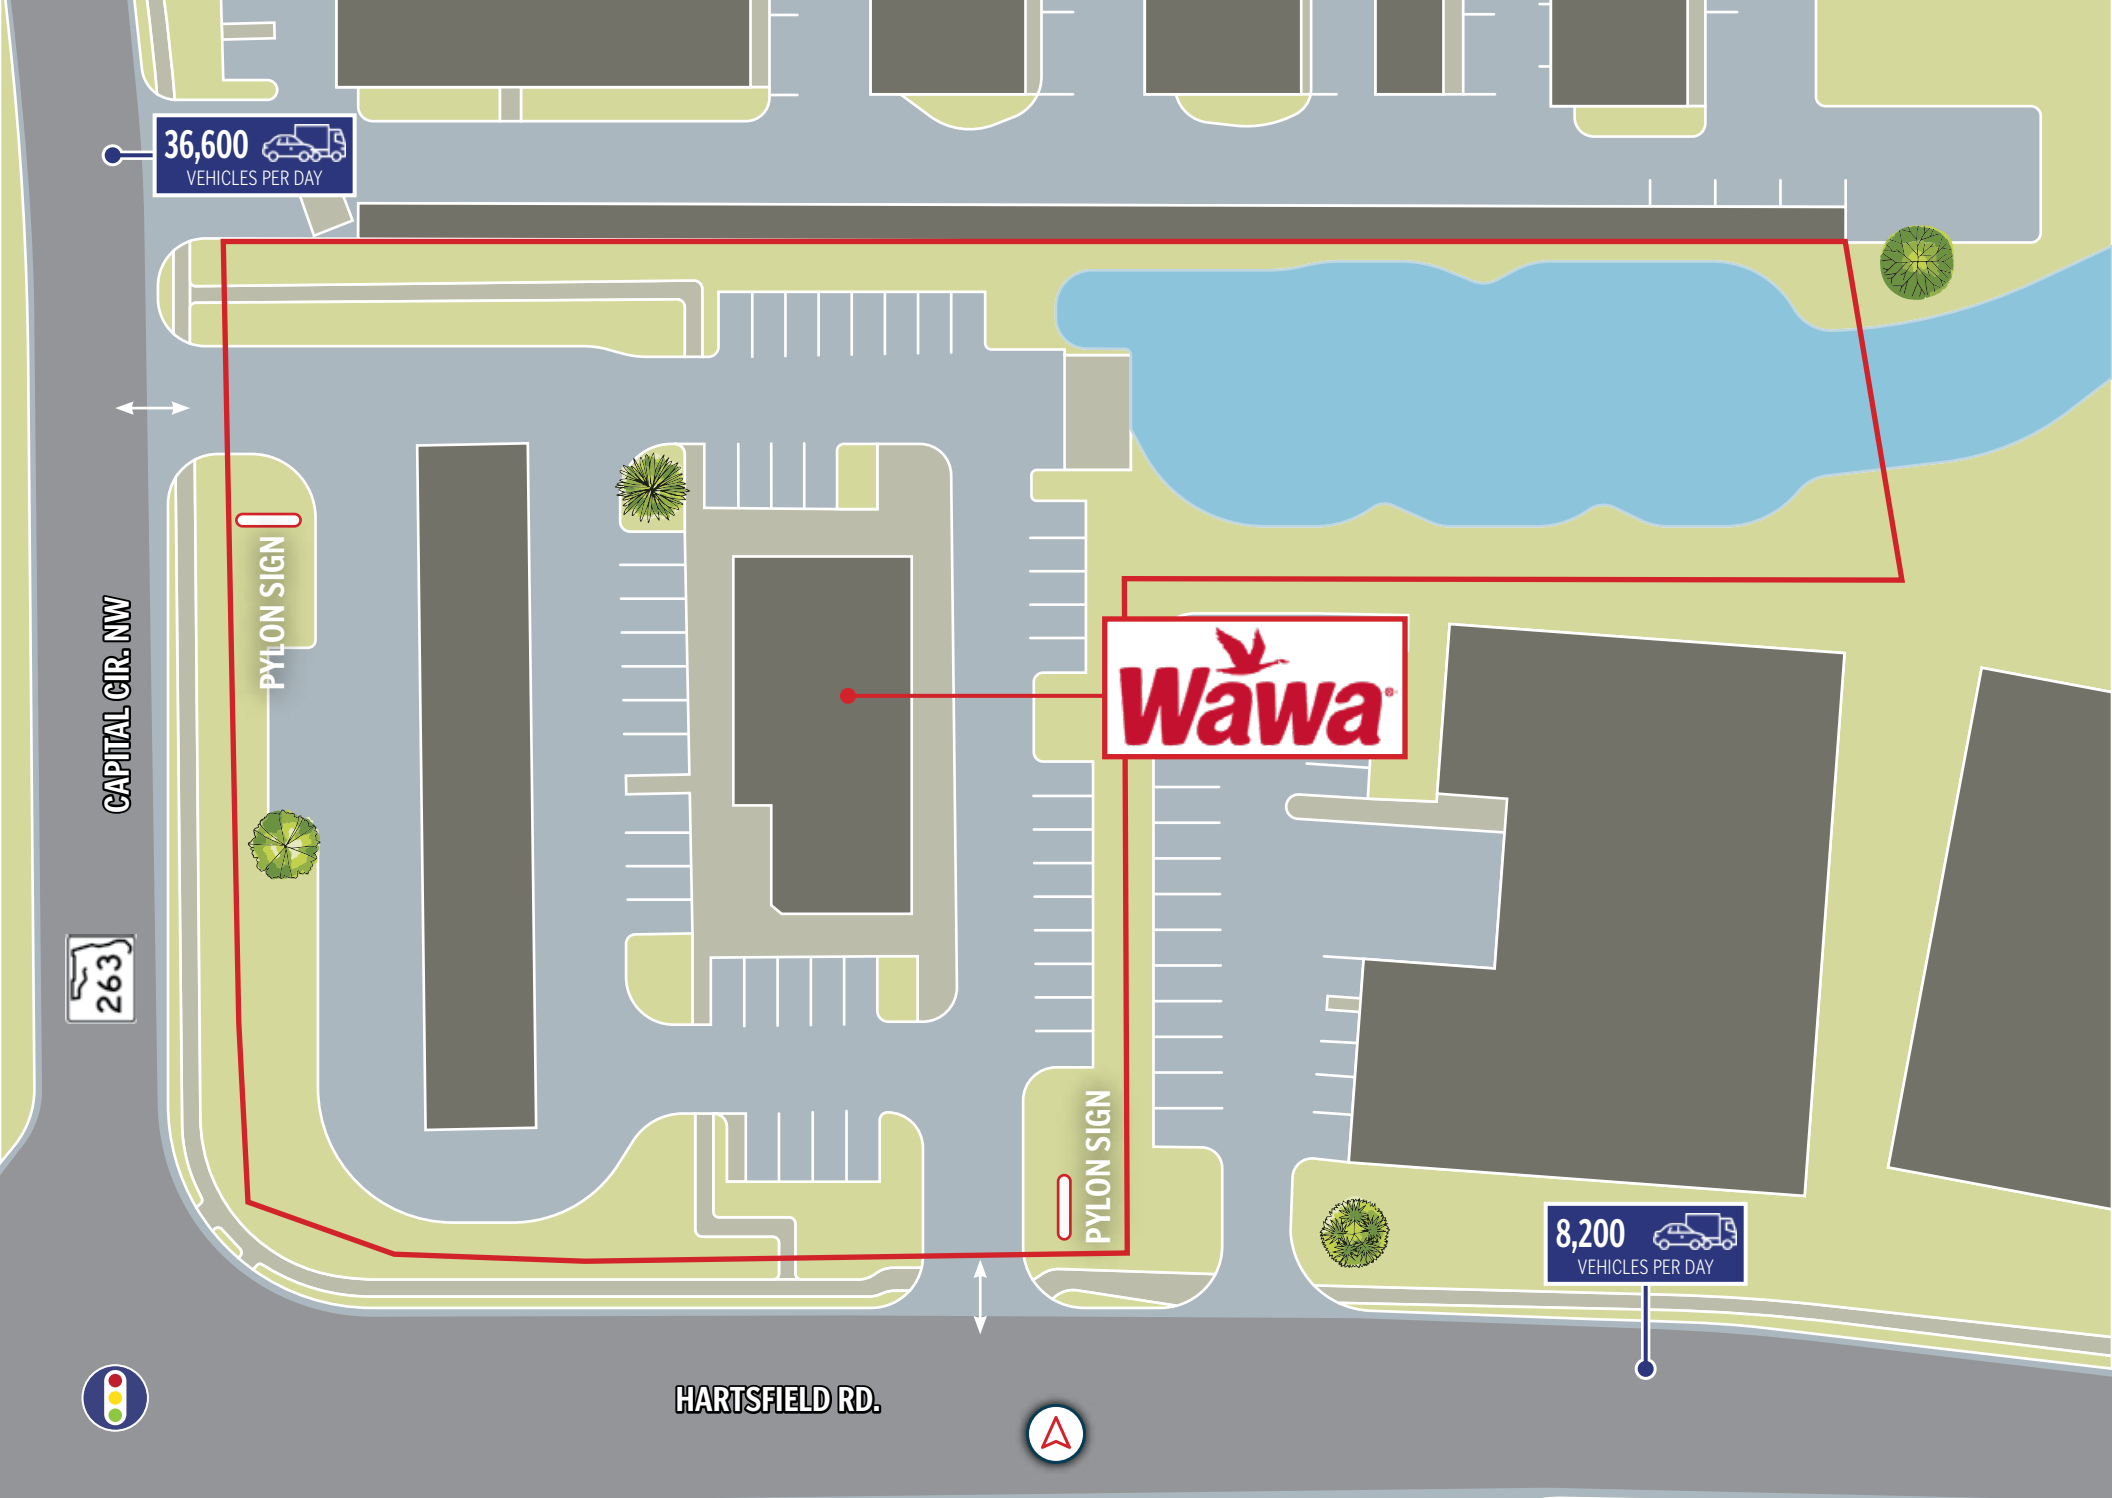 36,600
VEHICLES PER DAY
PYLON SIGN
CAPITAL CIR. NW
Wawa®
263
PYLON SIGN
8,200
VEHICLES PER DAY
HARTSFIELD RD.